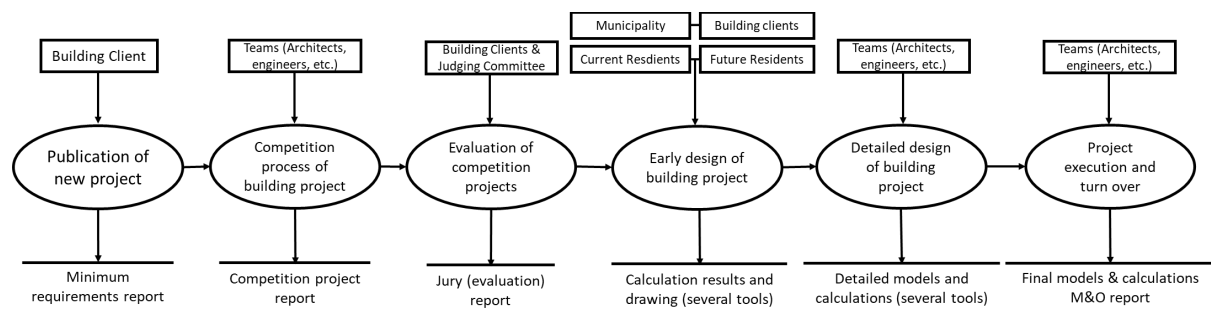 Municipality
Building clients
Building Client
Teams (Architects,
engineers, etc.)
Building Clients &
Judging Committee
Current Resdients
Future Residents
Teams (Architects,
engineers, etc.)
Teams (Architects,
engineers, etc.)
Publication of
new project
Competition
process of
building project
Evaluation of
competition
projects
Early design of
building project
Detailed design
of building
project
Project
execution and
turn over
Minimum
requirements report
Competition project
report
Jury (evaluation)
report
Calculation results and
drawing (several tools)
Detailed models and
calculations (several tools)
Final models & calculations
M&O report